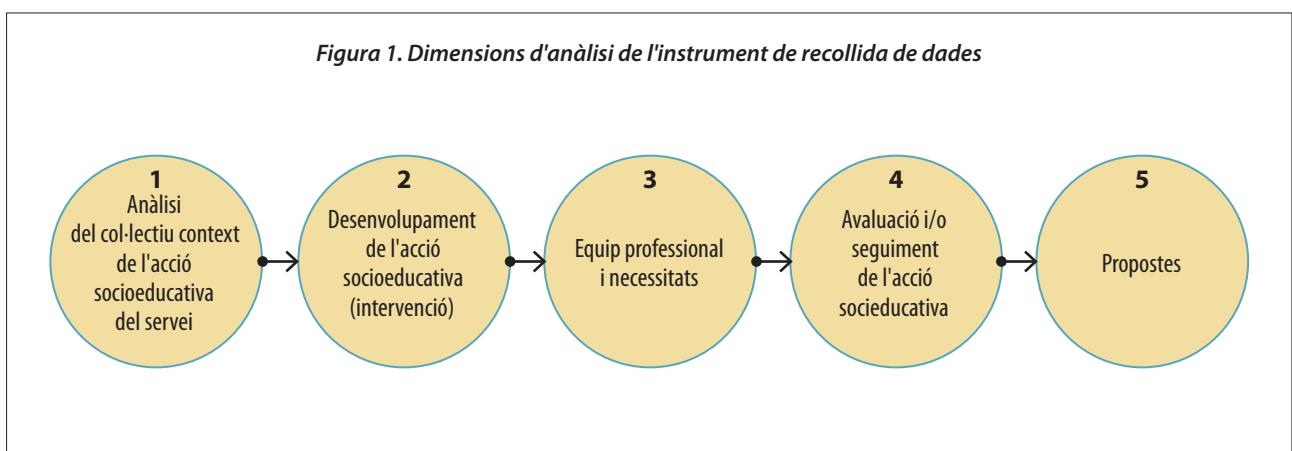 Figura 1. Dimensions d'anàlisi de l'instrument de recollida de dades
1
Anàlisi
del col·lectiu context
de l'acció
socioeducativa
del servei
2
Desenvolupament
de l'acció
socioeducativa
(intervenció)
3
Equip professional
i necessitats
4
Avaluació i/o
seguiment
de l'acció
socieducativa
5
Propostes